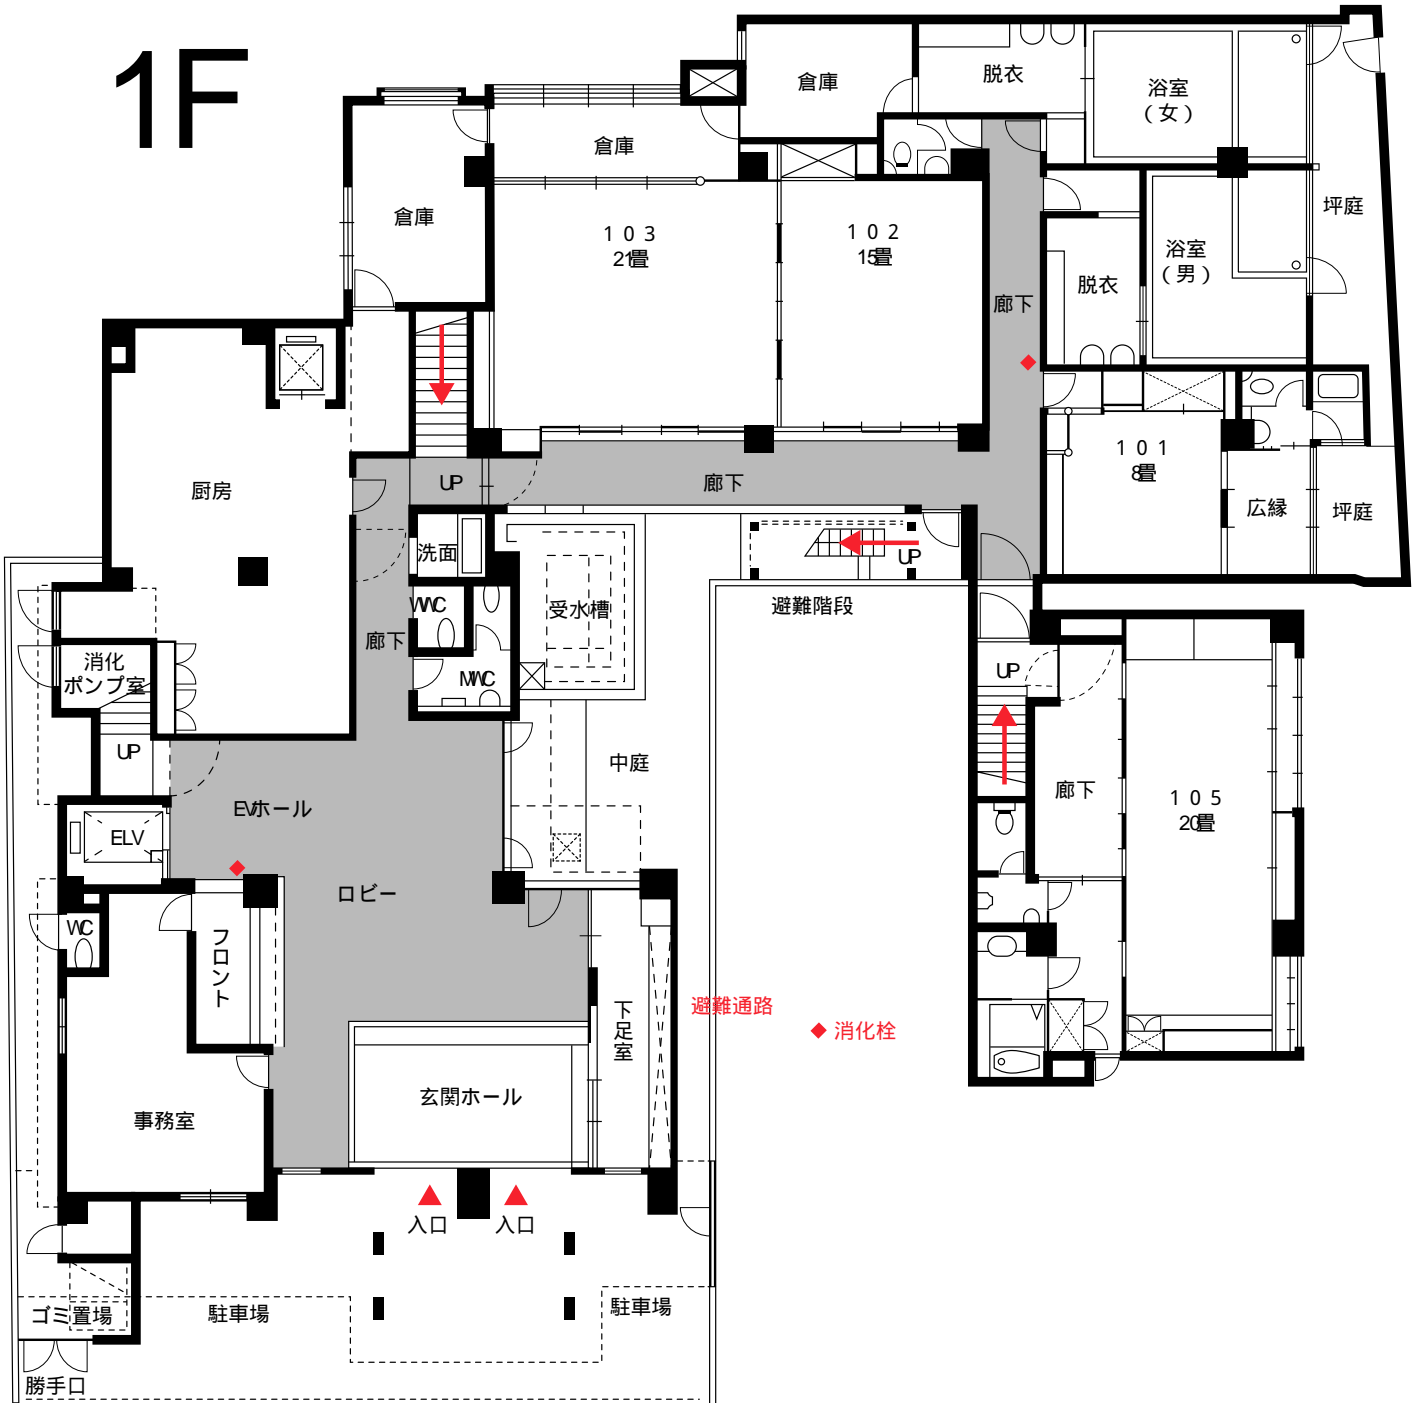 1F
倉庫
脱衣
浴室
（女）
倉庫
倉庫
坪庭
103
21畳
102
15畳
浴室
（男）
脱衣
廊下
101
8畳
厨房
UP
廊下
広縁
坪庭
洗面
UP
WWC
受水槽
避難階段
廊下
消化
ポンプ室
MWC
UP
UP
中庭
廊下
105
20畳
EVホール
ELV
ロビー
WC
フロント
下足室
避難通路
消化栓
玄関ホール
事務室
入口
入口
ゴミ置場
駐車場
駐車場
勝手口